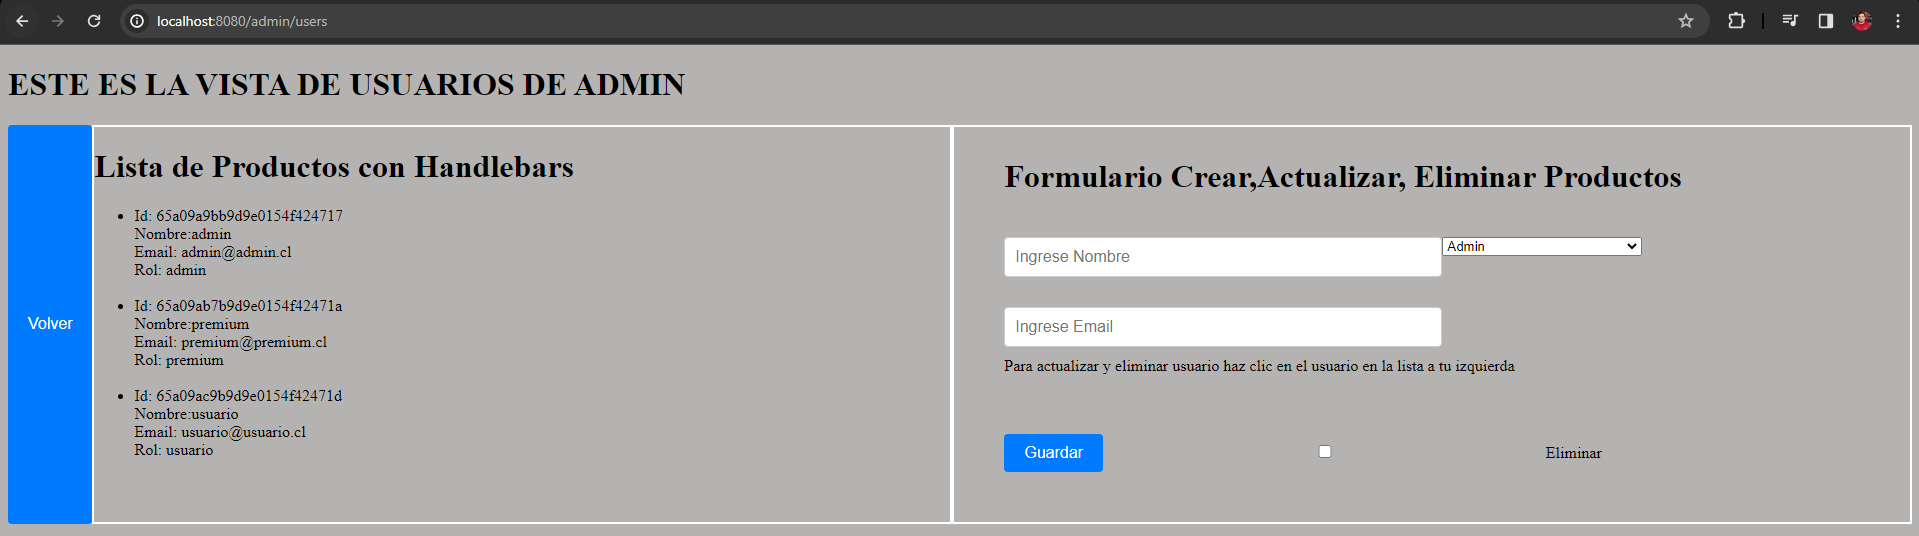 localhost:8080/admin/users
ESTE ES LA VISTA DE USUARIOS DE ADMIN
Volver
Lista de Productos con Handlebars
Id: 65a09a9bb9d9e0154f424717
Nombre:admin
Email: admin@admin.cl
Rol: admin
Id: 65a09ab7b9d9e0154f42471a
Nombre:premium
Email: premium@premium.cl
Rol: premium
Id: 65a09ac9b9d9e0154f42471d
Nombre:usuario
Email: usuario@usuario.cl
Rol: usuario
Formulario Crear,Actualizar, Eliminar Productos
Ingrese Nombre
Admin
Ingrese Email
Para actualizar y eliminar usuario haz clic en el usuario en la lista a tu izquierda
Guardar
Eliminar